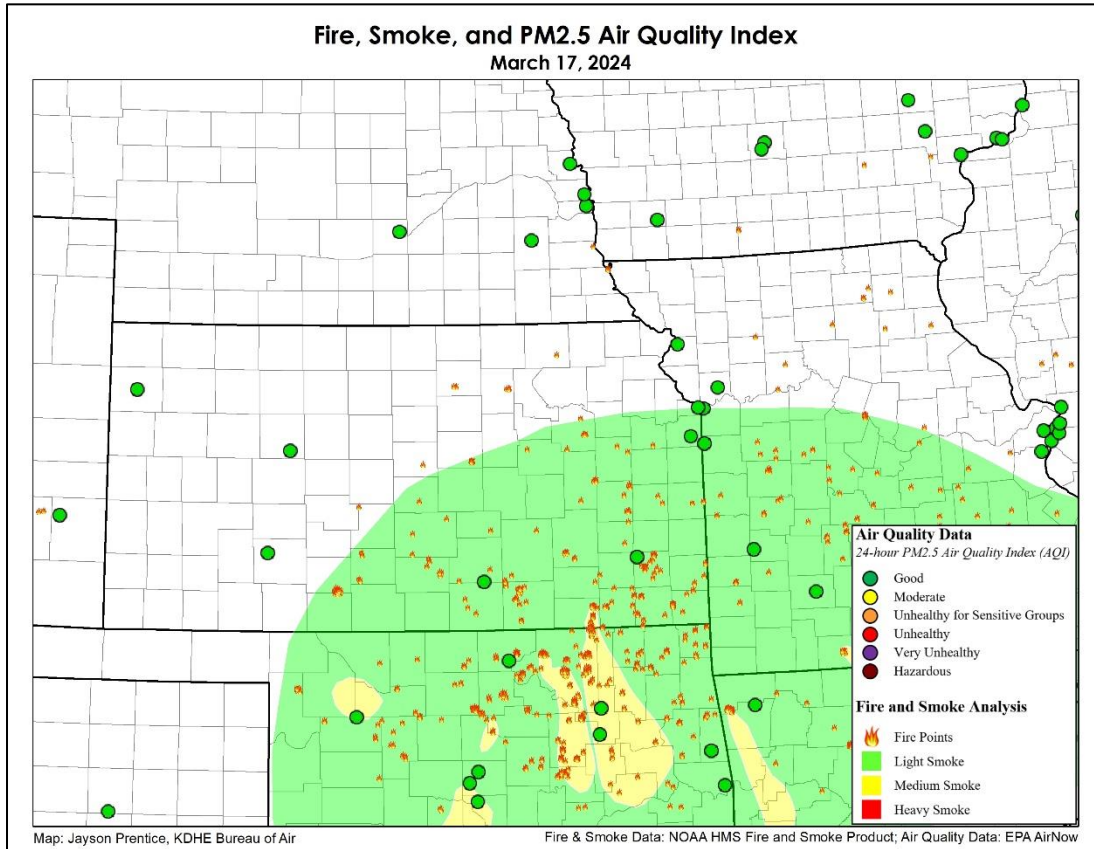 Fire, Smoke, and PM2.5 Air Quality Index
March 17, 2024
Air Quality Data
24-hour PM2.5 Air Quality Index (AQI)
Good
Moderate
Unhealthy for Sensitive Groups
Unhealthy
Very Unhealthy
Hazardous
Fire and Smoke Analysis
Fire Points
Light Smoke
Medium Smoke
Heavy Smoke
Map: Jayson Prentice, KDHE Bureau of Air
Fire & Smoke Data: NOAA HMS Fire and Smoke Product; Air Quality Data: EPA AirNow